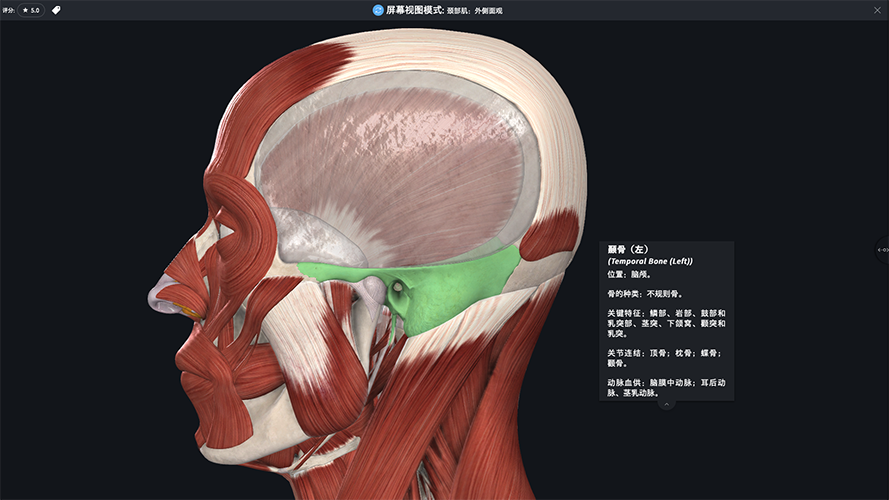 评分: ★ 5.0
屏幕视图模式: 颈部肌：外侧面观
颞骨（左）
(Temporal Bone (Left))
位置：脑颅。
骨的种类：不规则骨。
关键特征：鳞部、岩部、鼓部和
乳突部、茎突、下颌窝、颧突和
乳突。
关节连结：顶骨；枕骨；蝶骨；
颧骨。
动脉血供：脑膜中动脉；耳后动
脉、茎乳动脉。